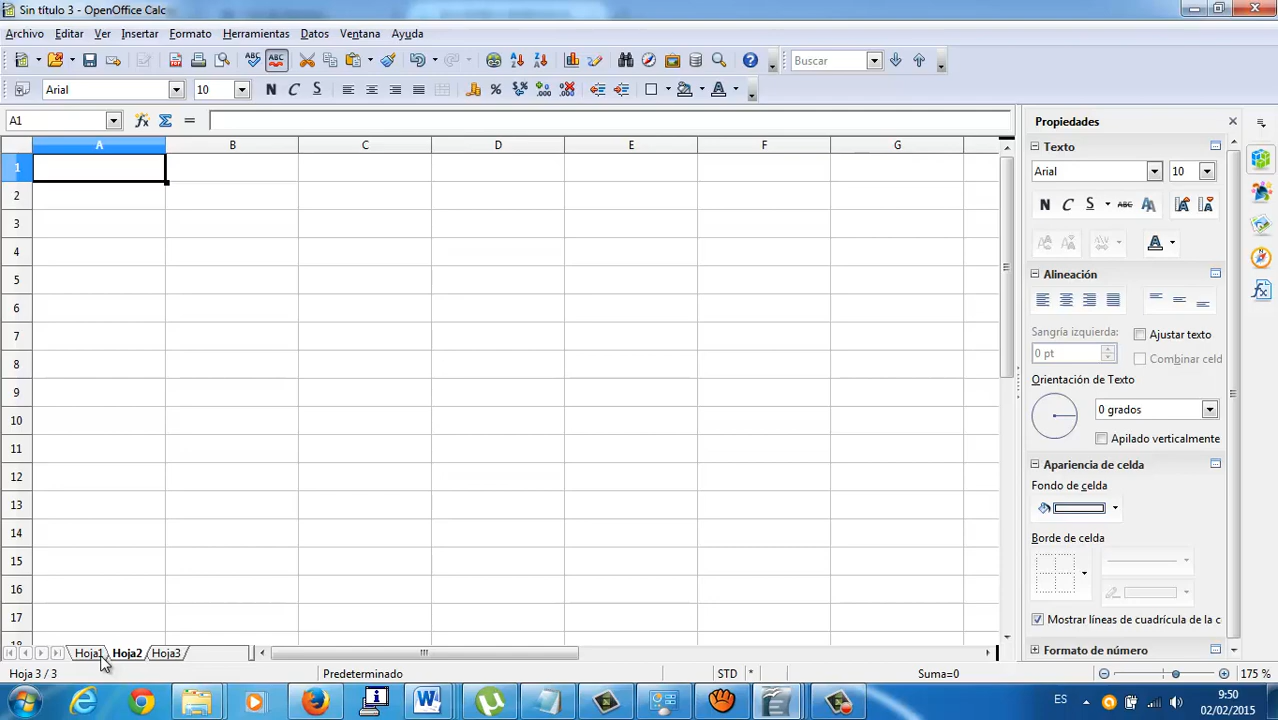 Sin título 3 - OpenOffice Calc
Archivo Editar Ver Insertar Formato Herramientas Datos Ventana Ayuda
Buscar
Arial 10 N C S
A1
A B C D E F G
1
2
3
4
5
6
7
8
9
10
11
12
13
14
15
16
17
18
Propiedades
Texto
Arial 10
N C S ABC
Alineación
Sangría izquierda: Ajustar texto
0 pt Combinar celd
Orientación de Texto
0 grados
Apilado verticalmente
Apariencia de celda
Fondo de celda
Borde de celda
Mostrar líneas de cuadrícula de la c
Formato de número
Hoja1 Hoja2 Hoja3
Hoja 3 / 3 Predeterminado STD * Suma=0 175 %
ES 9:50
02/02/2015